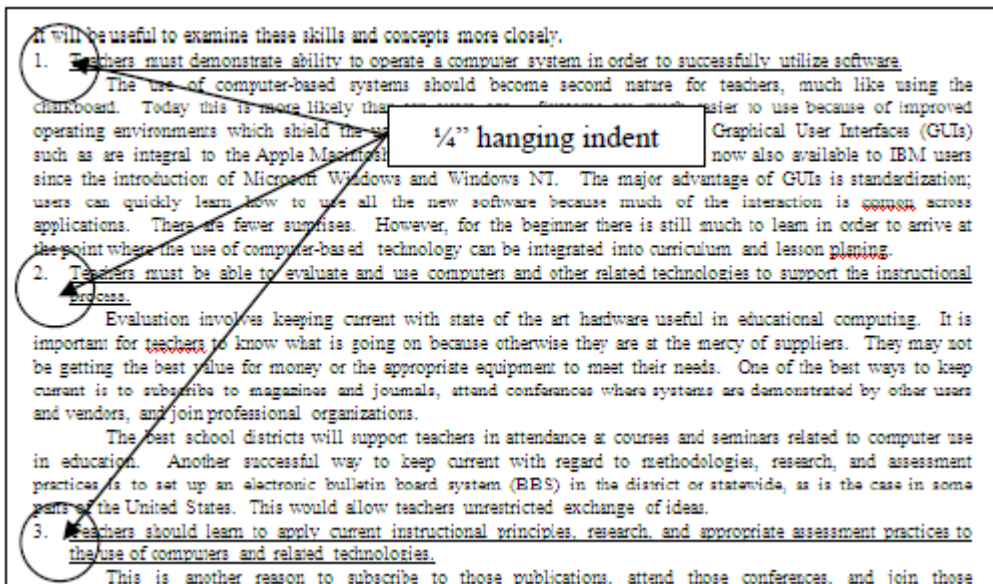 It will be useful to examine these skills and concepts more closely.
1. Teachers must demonstrate ability to operate a computer system in order to successfully utilize software.
The use of computer-based systems should become second nature for teachers, much like using the
chalkboard. Today this is more likely than easier to use because of improved
operating environments which shield the Graphical User Interfaces (GUIs)
such as are integral to the Apple Macintosh now also available to IBM users
¼” hanging indent
since the introduction of Microsoft Windows and Windows NT. The major advantage of GUIs is standardization;
users can quickly learn how to use all the new software because much of the interaction is comon across
applications. There are fewer surprises. However, for the beginner there is still much to learn in order to arrive at
the point where the use of computer-based technology can be integrated into curriculum and lesson planing.
2. Teachers must be able to evaluate and use computers and other related technologies to support the instructional
process.
Evaluation involves keeping current with state of the art hardware useful in educational computing. It is
important for teachers to know what is going on because otherwise they are at the mercy of suppliers. They may not
be getting the best value for money or the appropriate equipment to meet their needs. One of the best ways to keep
current is to subscribe to magazines and journals, attend conferences where systems are demonstrated by other users
and vendors, and join professional organizations.
The best school districts will support teachers in attendance at courses and seminars related to computer use
in education. Another successful way to keep current with regard to methodologies, research, and assessment
practices is to set up an electronic bulletin board system (BBS) in the district or statewide, as is the case in some
parts of the United States. This would allow teachers unrestricted exchange of ideas.
3. Teachers should learn to apply current instructional principles, research, and appropriate assessment practices to
the use of computers and related technologies.
This is another reason to subscribe to those publications, attend those conferences, and join those